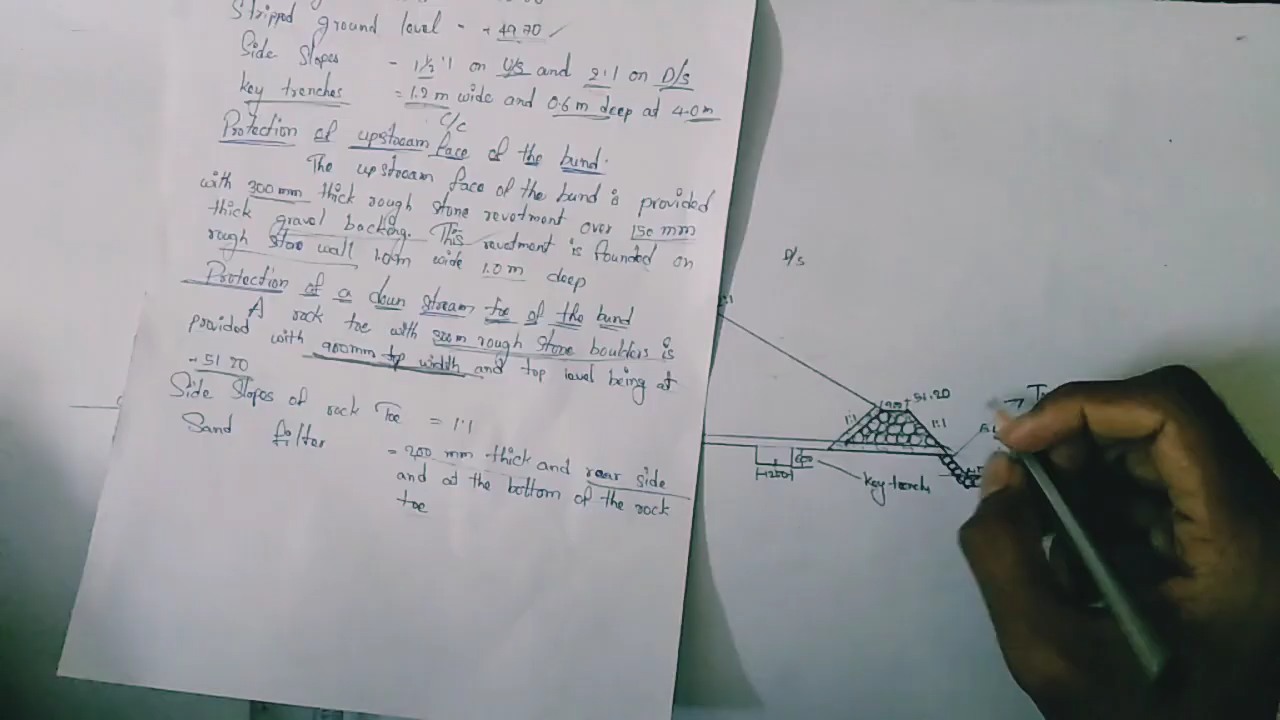 Stripped ground level - + 49.70
Side Slopes - 1½:1 on U/s and 2:1 on D/s
key trenches = 1.2 m wide and 0.6 m deep at 4.0 m
c/c
Protection of upstream face of the bund.
The upstream face of the bund is provided
with 300 mm thick rough stone revetment over 150 mm
thick gravel backing. This revetment is founded on
rough stone wall 1.0m wide 1.0 m deep
Protection of a down stream toe of the bund
A rock toe with rough stone boulders is
provided with 900mm top width and top level being at
+51.20
Side Slopes of rock Toe = 1:1
Sand filter = 200 mm thick and rear side
and at the bottom of the rock
toe
D/s
+51.20
1:1
1:1
key trench